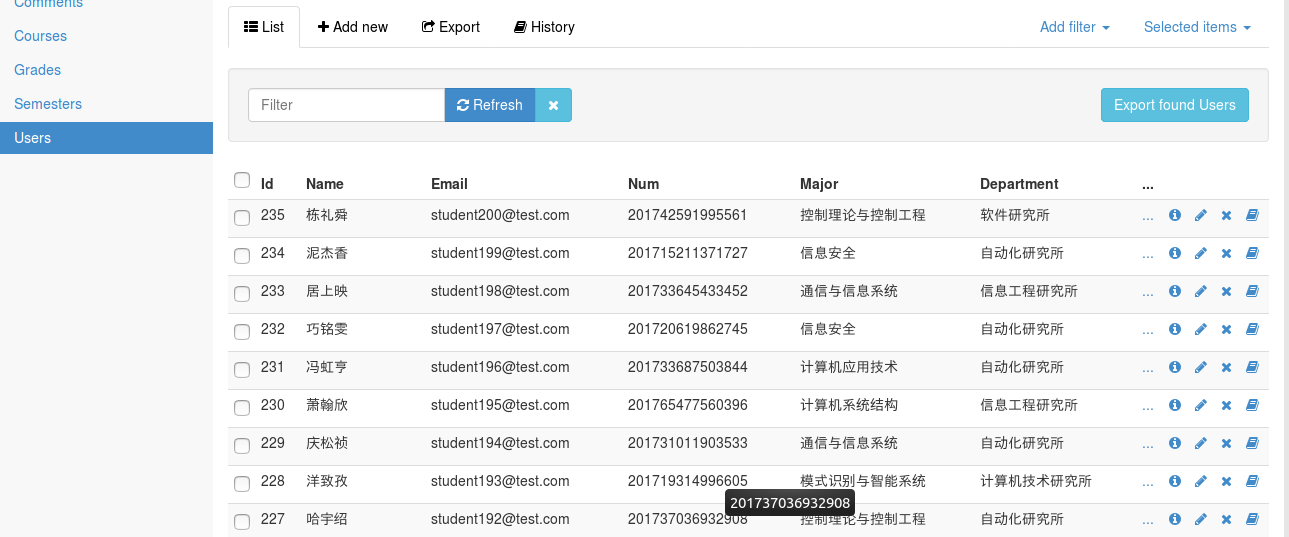 Comments
Courses
Grades
Semesters
Users
List Add new Export History Add filter Selected items
Filter Refresh Export found Users
Id Name Email Num Major Department ...
235 栋礼舜 student200@test.com 201742591995561 控制理论与控制工程 软件研究所 ...
234 泥杰香 student199@test.com 201715211371727 信息安全 自动化研究所 ...
233 居上映 student198@test.com 201733645433452 通信与信息系统 信息工程研究所 ...
232 巧铭雯 student197@test.com 201720619862745 信息安全 自动化研究所 ...
231 冯虹亨 student196@test.com 201733687503844 计算机应用技术 自动化研究所 ...
230 萧翰欣 student195@test.com 201765477560396 计算机系统结构 信息工程研究所 ...
229 庆松祯 student194@test.com 201731011903533 通信与信息系统 自动化研究所 ...
228 洋致孜 student193@test.com 201719314996605 模式识别与智能系统 计算机技术研究所 ...
201737036932908
227 哈宇绍 student192@test.com 201737036932908 控制理论与控制工程 自动化研究所 ...